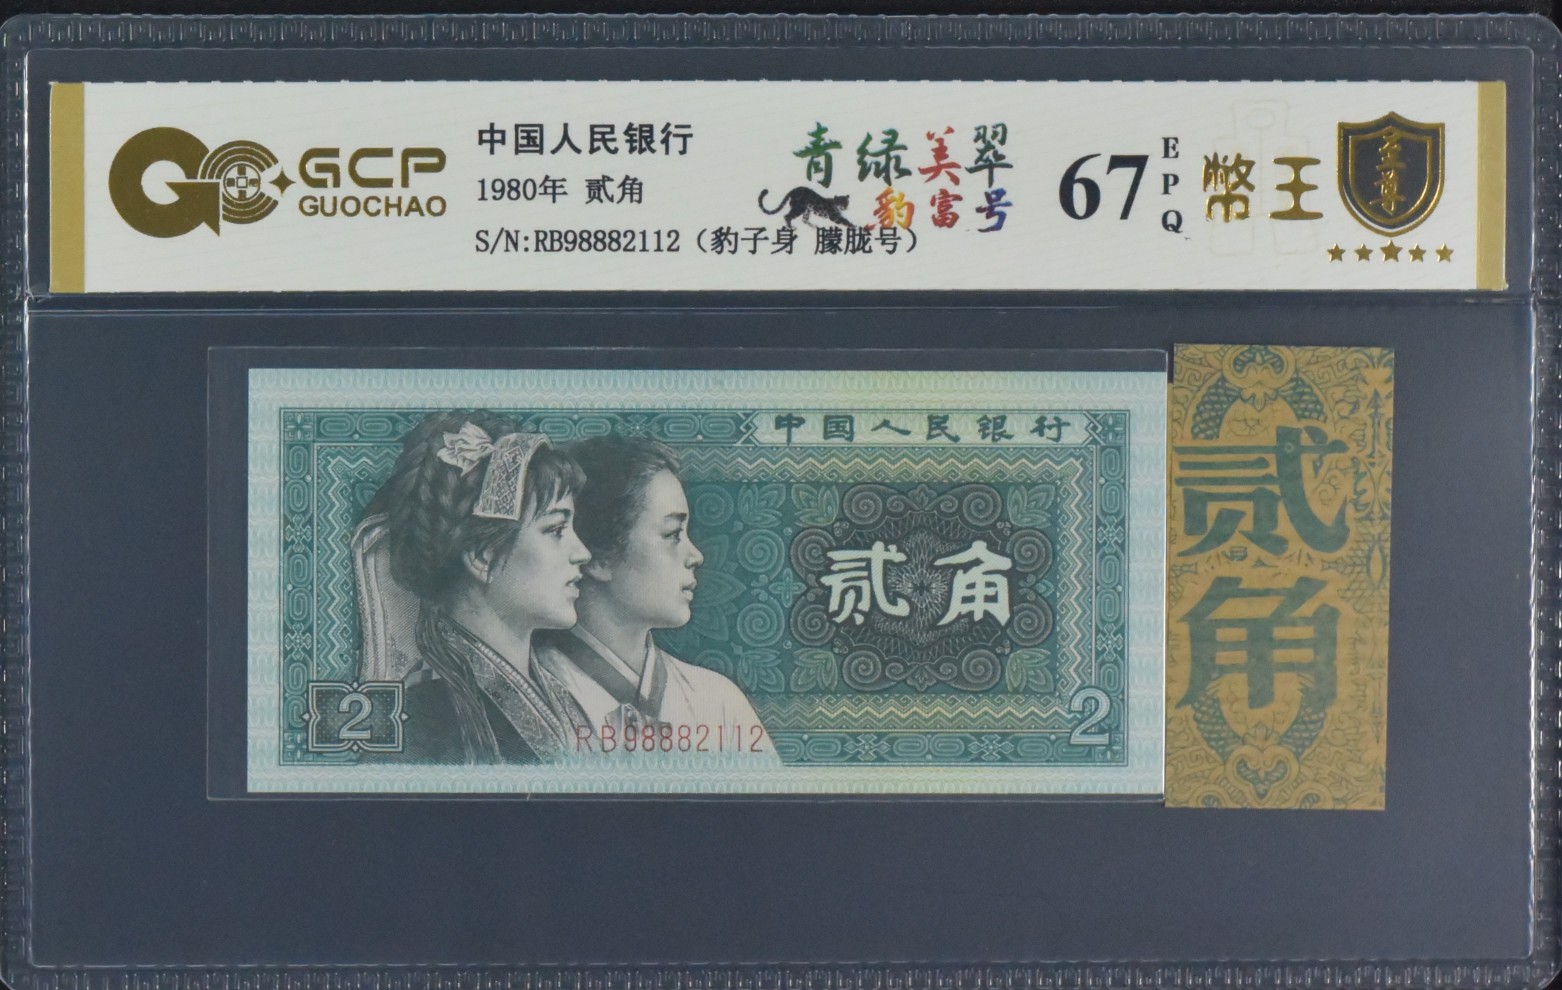 GCP
GUOCHAO
中国人民银行
1980年 贰角
S/N:RB98882112（豹子身 朦胧号）
青绿美翠
豹富号
67
EPQ
幣王
至尊
中国人民银行
贰角
2
RB98882112
2
贰角